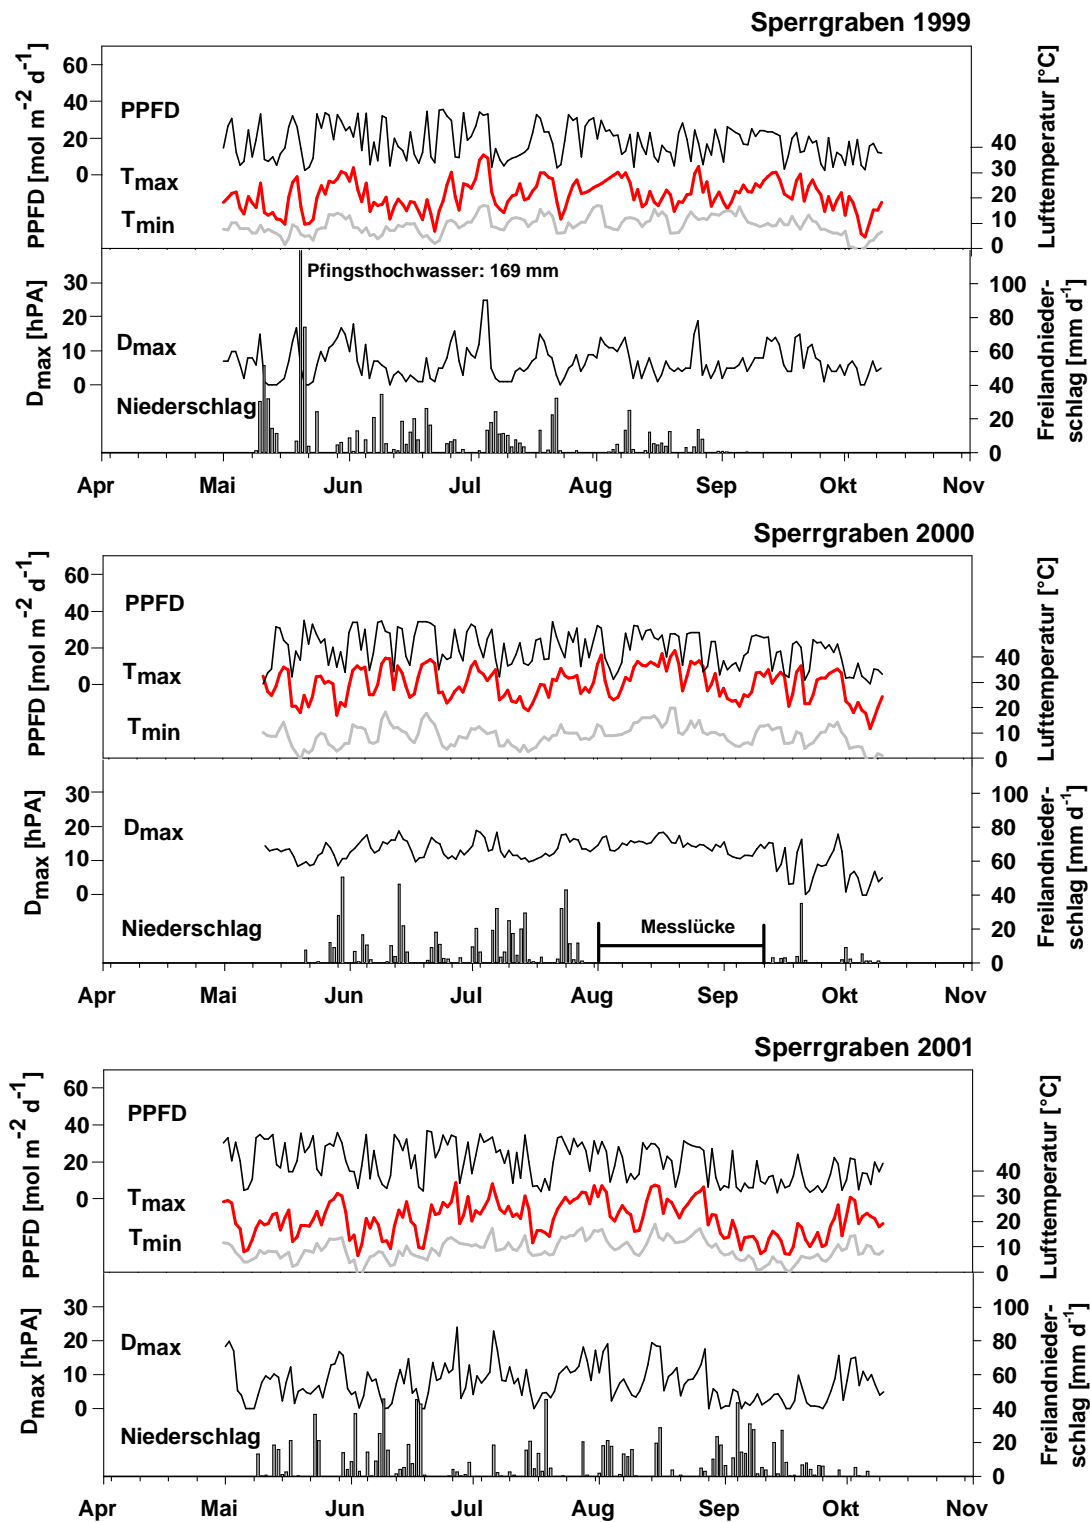 Sperrgraben 1999
PPFD [mol m-2 d-1]
60
40
20
0
PPFD
Tmax
Tmin
40
30
20
10
0
Lufttemperatur [°C]
Dmax [hPA]
30
20
10
0
Pfingsthochwasser: 169 mm
Dmax
Niederschlag
100
80
60
40
20
0
Freilandnieder-
schlag [mm d-1]
Apr Mai Jun Jul Aug Sep Okt Nov
Sperrgraben 2000
PPFD [mol m-2 d-1]
60
40
20
0
PPFD
Tmax
Tmin
40
30
20
10
0
Lufttemperatur [°C]
Dmax [hPA]
30
20
10
0
Dmax
Niederschlag
Messlücke
100
80
60
40
20
0
Freilandnieder-
schlag [mm d-1]
Apr Mai Jun Jul Aug Sep Okt Nov
Sperrgraben 2001
PPFD [mol m-2 d-1]
60
40
20
0
PPFD
Tmax
Tmin
40
30
20
10
0
Lufttemperatur [°C]
Dmax [hPA]
30
20
10
0
Dmax
Niederschlag
100
80
60
40
20
0
Freilandnieder-
schlag [mm d-1]
Apr Mai Jun Jul Aug Sep Okt Nov